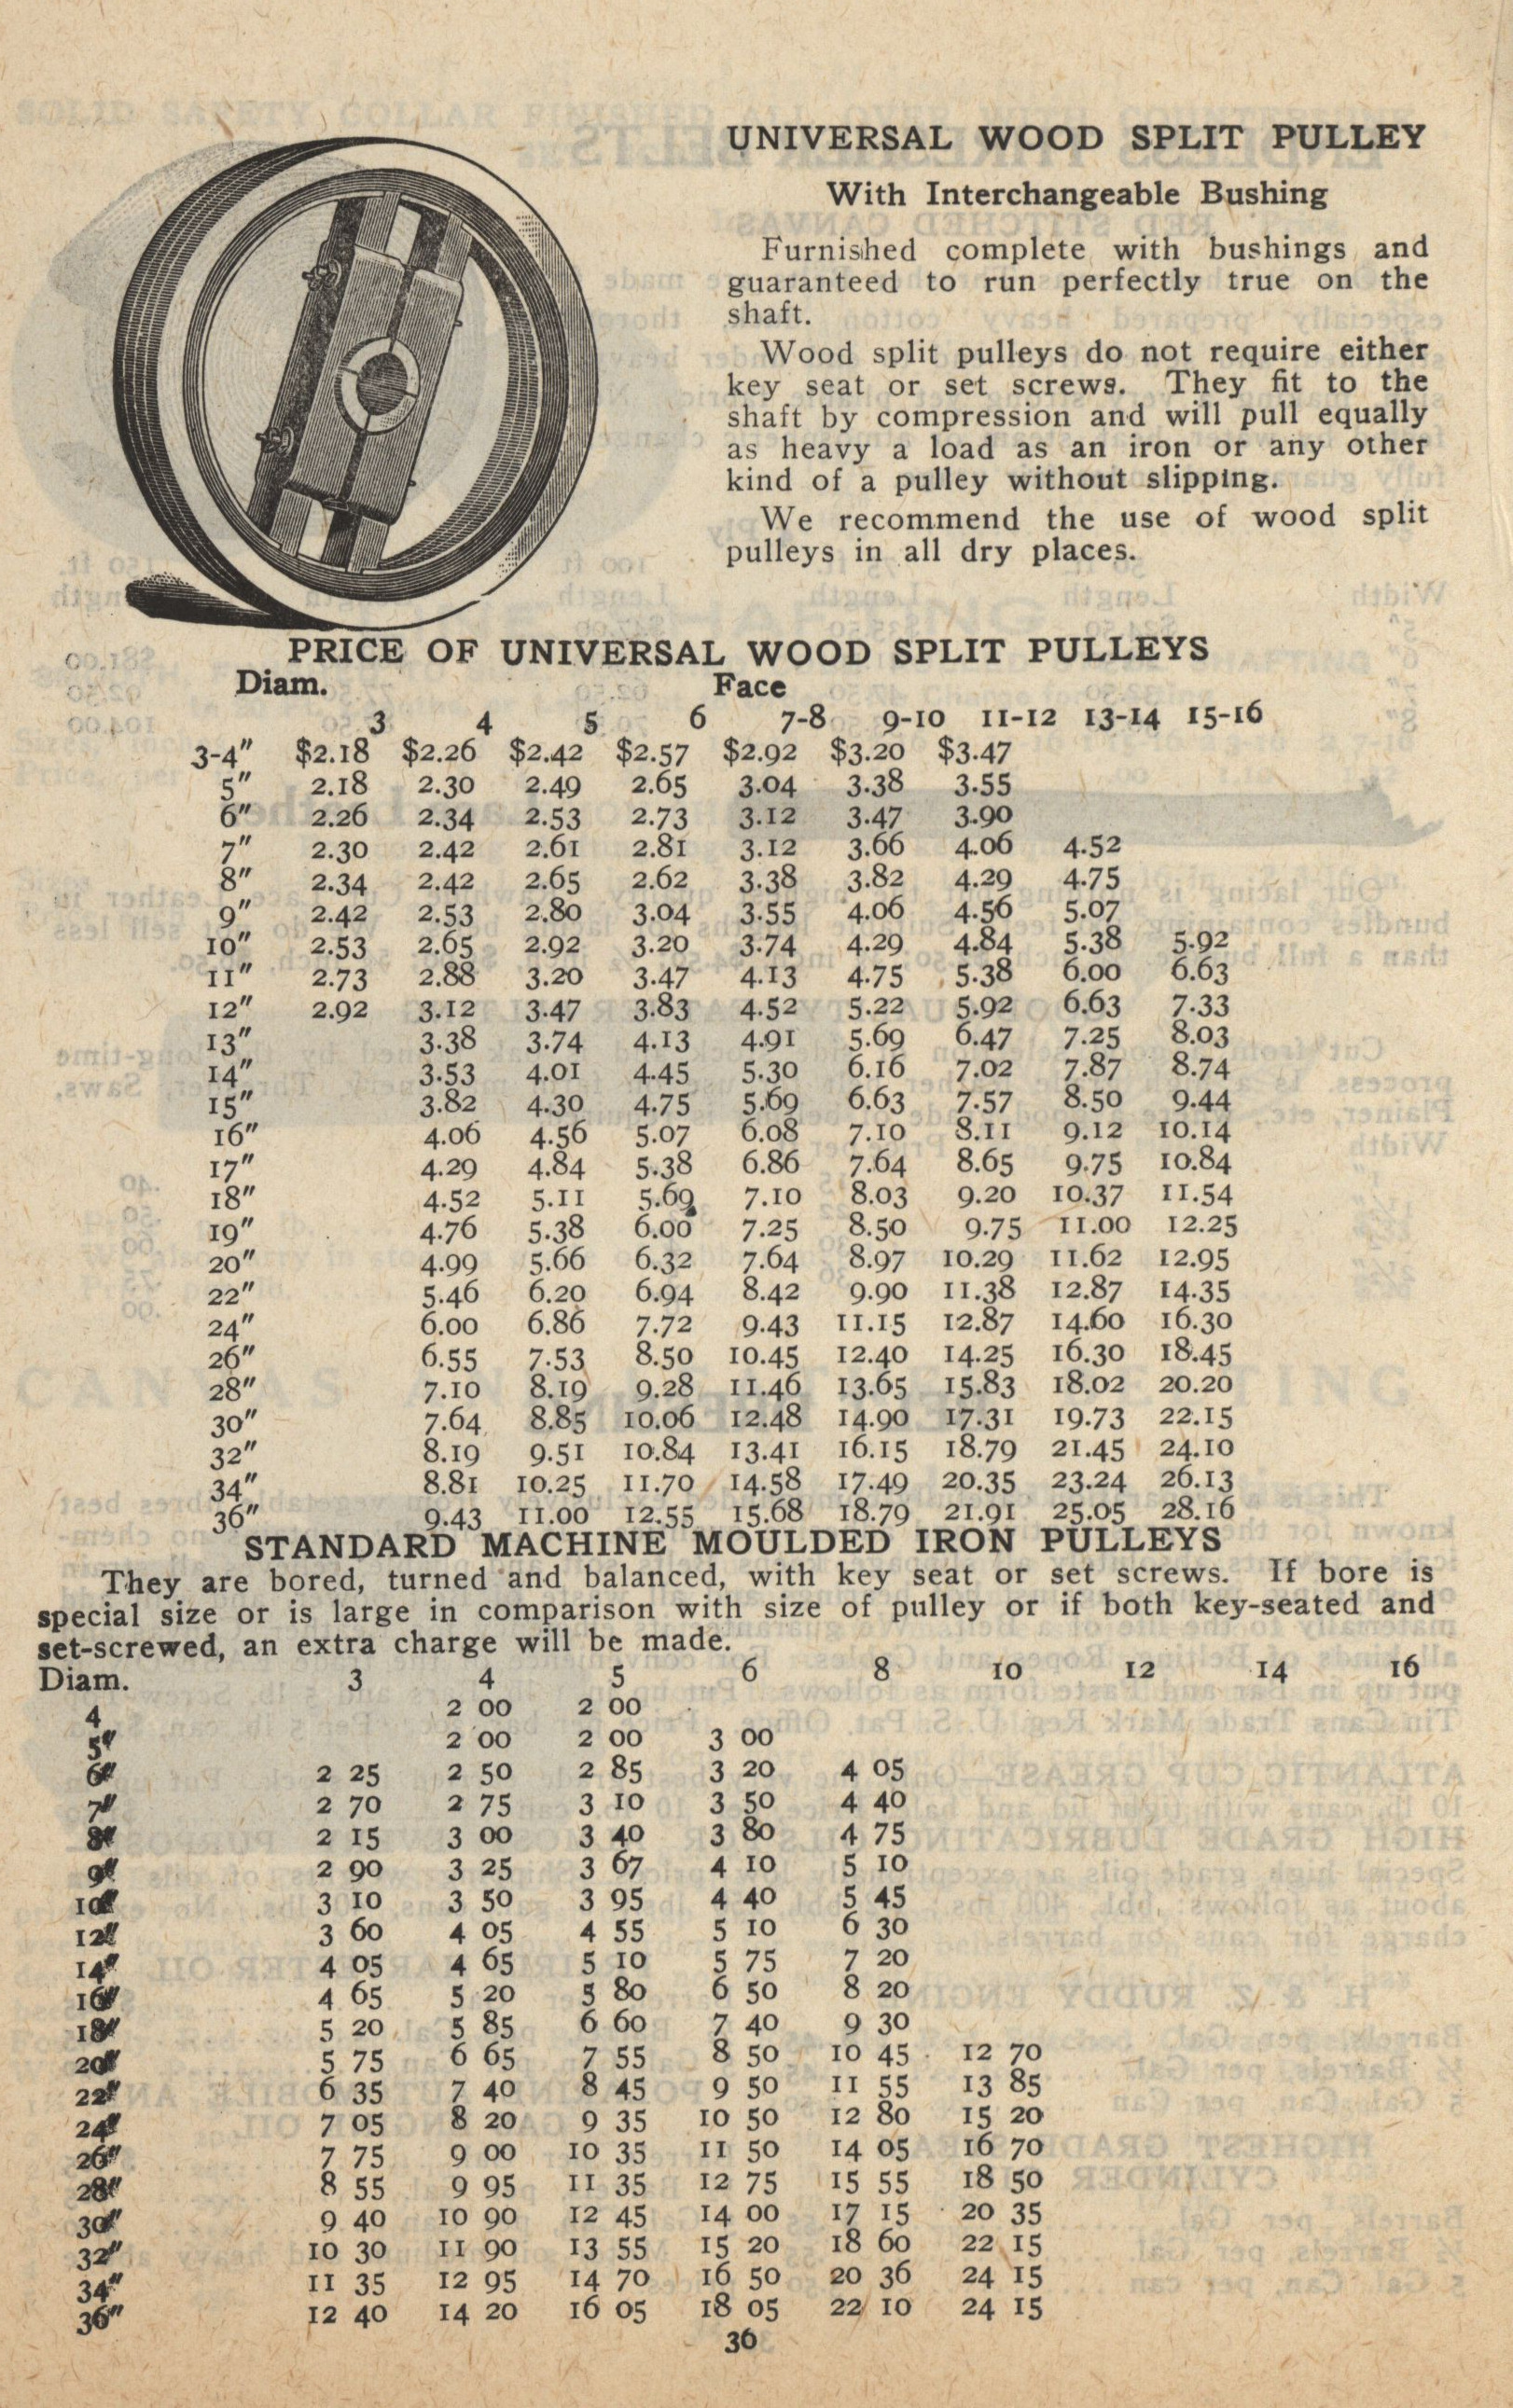 UNIVERSAL WOOD SPLIT PULLEY
With Interchangeable Bushing
Furnished complete with bushings and
guaranteed to run perfectly true on the
shaft.
Wood split pulleys do not require either
key seat or set screws. They fit to the
shaft by compression and will pull equally
as heavy a load as an iron or any other
kind of a pulley without slipping.
We recommend the use of wood split
pulleys in all dry places.
PRICE OF UNIVERSAL WOOD SPLIT PULLEYS
Diam. Face
3 4 5 6 7-8 9-10 11-12 13-14 15-16
3-4" $2.18 $2.26 $2.42 $2.57 $2.92 $3.20 $3.47
5" 2.18 2.30 2.49 2.65 3.04 3.38 3.55
6" 2.26 2.34 2.53 2.73 3.12 3.47 3.90
7" 2.30 2.42 2.61 2.81 3.12 3.66 4.06 4.52
8" 2.34 2.42 2.65 2.62 3.38 3.82 4.29 4.75
9" 2.42 2.53 2.80 3.04 3.55 4.06 4.56 5.07
10" 2.53 2.65 2.92 3.20 3.74 4.29 4.84 5.38 5.92
11" 2.73 2.88 3.20 3.47 4.13 4.75 5.38 6.00 6.63
12" 2.92 3.12 3.47 3.83 4.52 5.22 5.92 6.63 7.33
13" 3.38 3.74 4.13 4.91 5.69 6.47 7.25 8.03
14" 3.53 4.01 4.45 5.30 6.16 7.02 7.87 8.74
15" 3.82 4.30 4.75 5.69 6.63 7.57 8.50 9.44
16" 4.06 4.56 5.07 6.08 7.10 8.11 9.12 10.14
17" 4.29 4.84 5.38 6.86 7.64 8.65 9.75 10.84
18" 4.52 5.11 5.69 7.10 8.03 9.20 10.37 11.54
19" 4.76 5.38 6.00 7.25 8.50 9.75 11.00 12.25
20" 4.99 5.66 6.32 7.64 8.97 10.29 11.62 12.95
22" 5.46 6.20 6.94 8.42 9.90 11.38 12.87 14.35
24" 6.00 6.86 7.72 9.43 11.15 12.87 14.60 16.30
26" 6.55 7.53 8.50 10.45 12.40 14.25 16.30 18.45
28" 7.10 8.19 9.28 11.46 13.65 15.83 18.02 20.20
30" 7.64 8.85 10.06 12.48 14.90 17.31 19.73 22.15
32" 8.19 9.51 10.84 13.41 16.15 18.79 21.45 24.10
34" 8.81 10.25 11.70 14.58 17.49 20.35 23.24 26.13
36" 9.43 11.00 12.55 15.68 18.79 21.91 25.05 28.16
STANDARD MACHINE MOULDED IRON PULLEYS
They are bored, turned and balanced, with key seat or set screws. If bore is
special size or is large in comparison with size of pulley or if both key-seated and
set-screwed, an extra charge will be made.
Diam. 3 4 5 6 8 10 12 14 16
4 2 00 2 00
5" 2 00 2 00 3 00
6" 2 25 2 50 2 85 3 20 4 05
7" 2 70 2 75 3 10 3 50 4 40
8" 2 15 3 00 3 40 3 80 4 75
9" 2 90 3 25 3 67 4 10 5 10
10" 3 10 3 50 3 95 4 40 5 45
12" 3 60 4 05 4 55 5 10 6 30
14" 4 05 4 65 5 10 5 75 7 20
16" 4 65 5 20 5 80 6 50 8 20
18" 5 20 5 85 6 60 7 40 9 30
20" 5 75 6 65 7 55 8 50 10 45 12 70
22" 6 35 7 40 8 45 9 50 11 55 13 85
24" 7 05 8 20 9 35 10 50 12 80 15 20
26" 7 75 9 00 10 35 11 50 14 05 16 70
28" 8 55 9 95 11 35 12 75 15 55 18 50
30" 9 40 10 90 12 45 14 00 17 15 20 35
32" 10 30 11 90 13 55 15 20 18 60 22 15
34" 11 35 12 95 14 70 16 50 20 36 24 15
36" 12 40 14 20 16 05 18 05 22 10 24 15
36